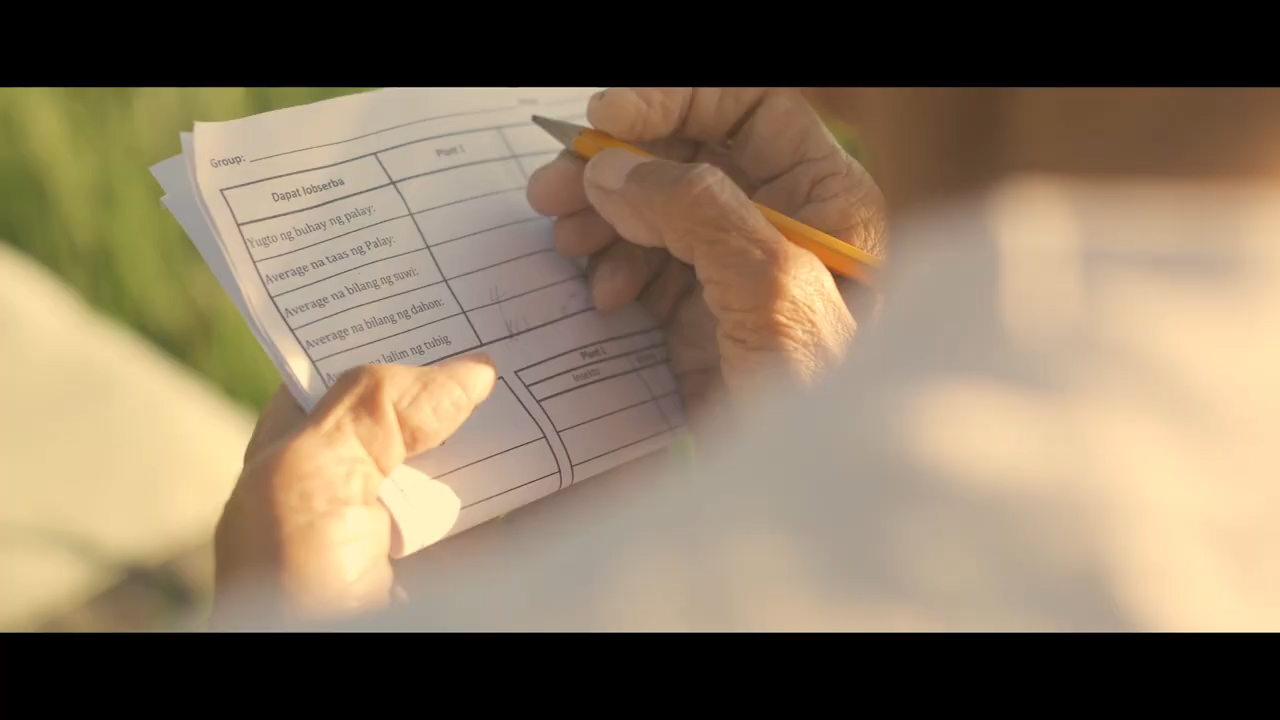 Group:
Dapat Iobserba
Plant 1
Yugto ng buhay ng palay:
Average na taas ng Palay:
Average na bilang ng suwi:
Average na bilang ng dahon:
na lalim ng tubig
Plant 1
Insekto